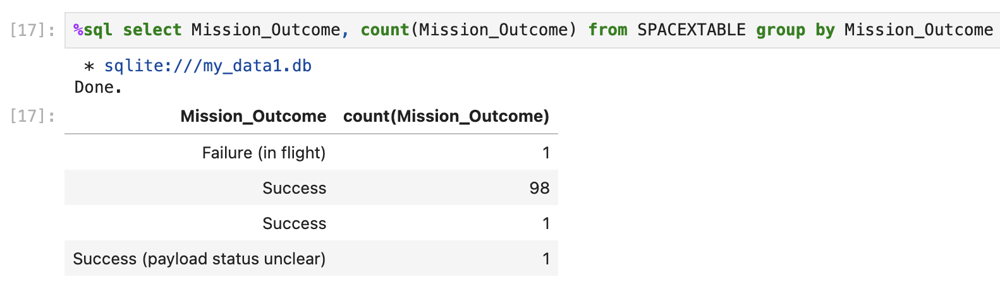 [17]: %sql select Mission_Outcome, count(Mission_Outcome) from SPACEXTABLE group by Mission_Outcome
* sqlite:///my_data1.db
Done.
[17]: Mission_Outcome count(Mission_Outcome)
Failure (in flight) 1
Success 98
Success 1
Success (payload status unclear) 1